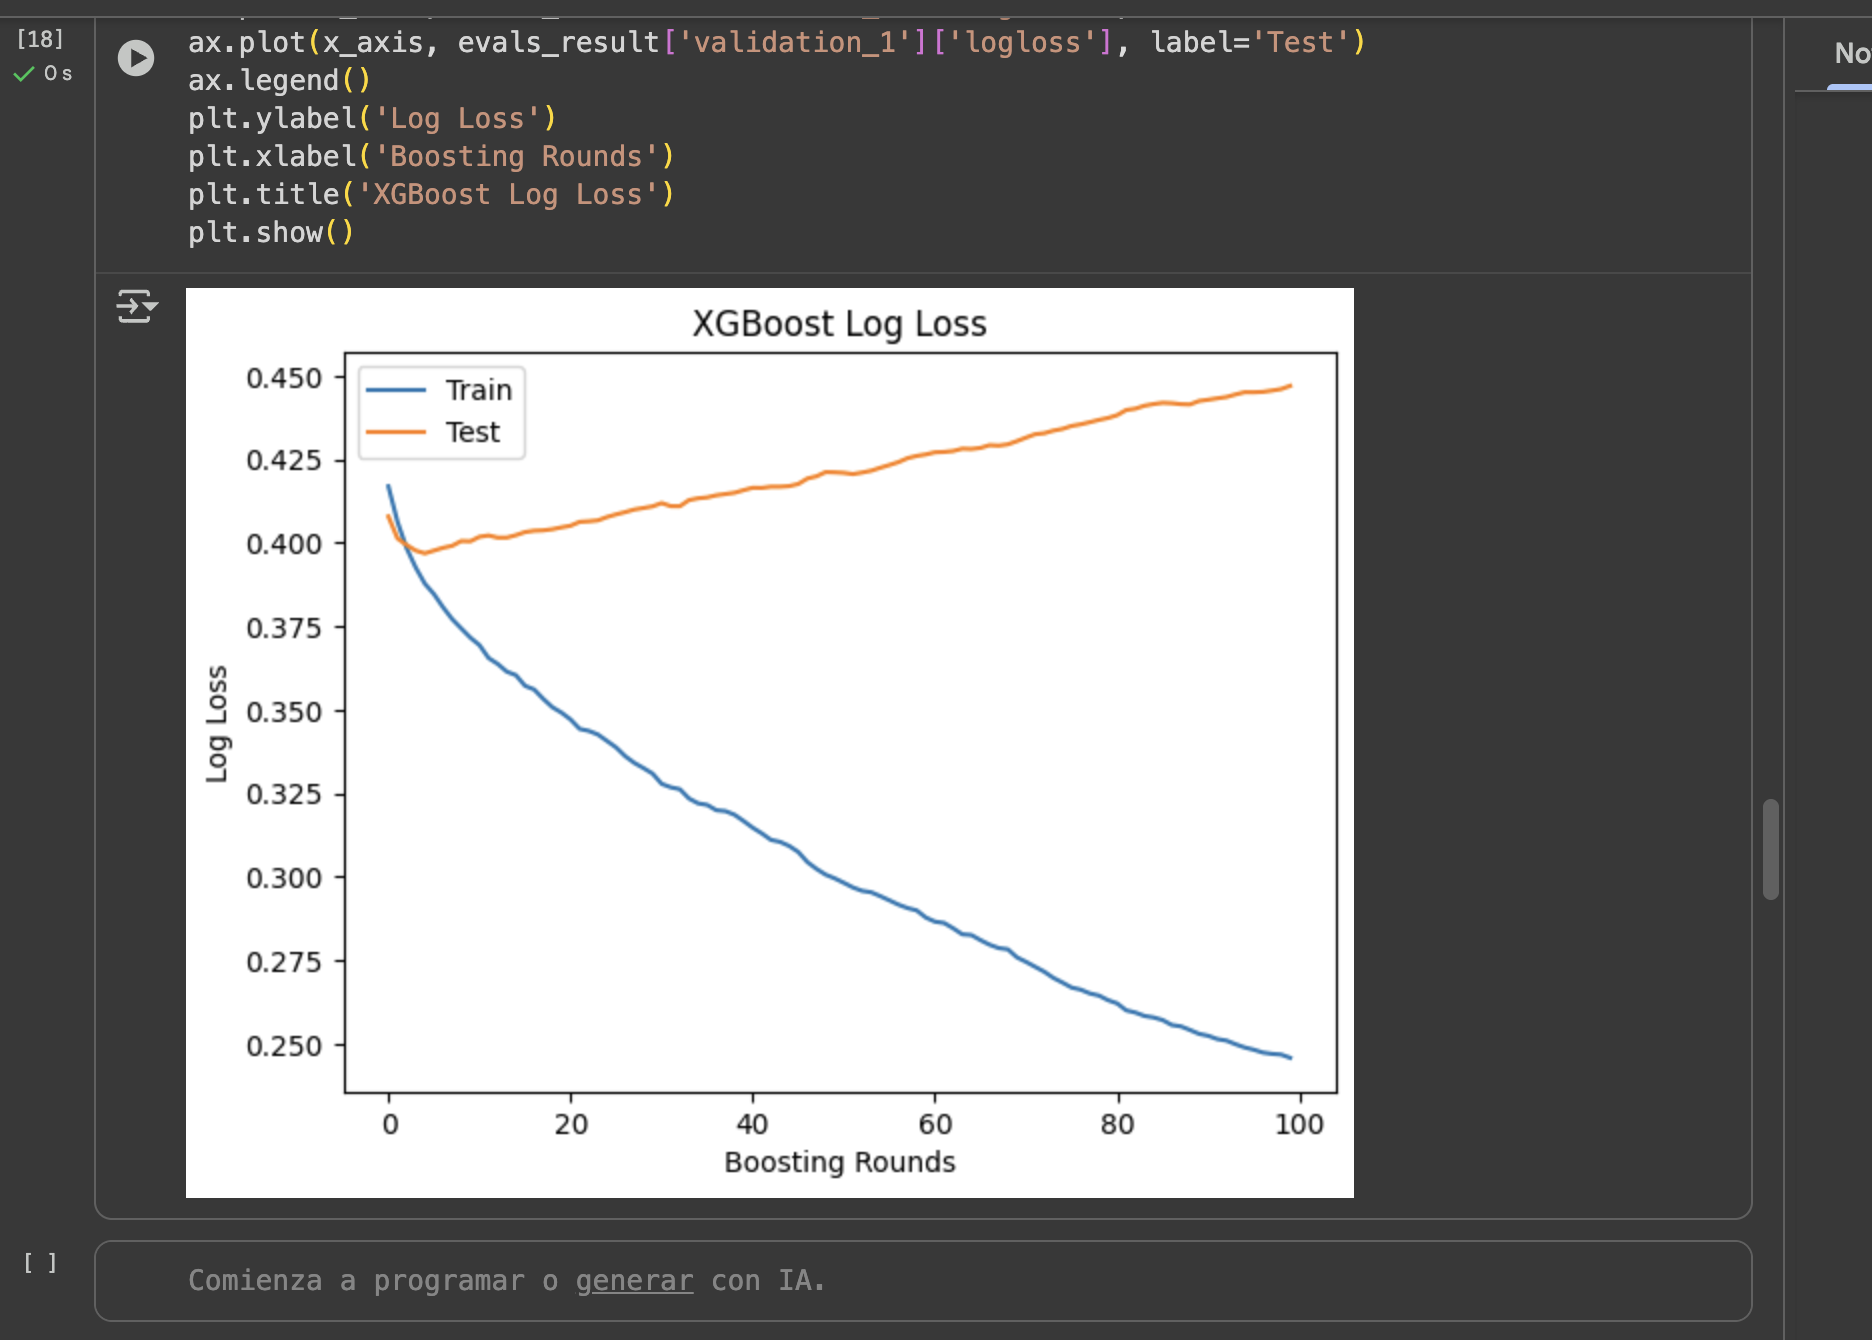 [18]
0 s
ax.plot(x_axis, evals_result['validation_1']['logloss'], label='Test')
ax.legend()
plt.ylabel('Log Loss')
plt.xlabel('Boosting Rounds')
plt.title('XGBoost Log Loss')
plt.show()
XGBoost Log Loss
Train
Test
0.450
0.425
0.400
0.375
0.350
0.325
0.300
0.275
0.250
Log Loss
0 20 40 60 80 100
Boosting Rounds
[ ]
Comienza a programar o generar con IA.
No